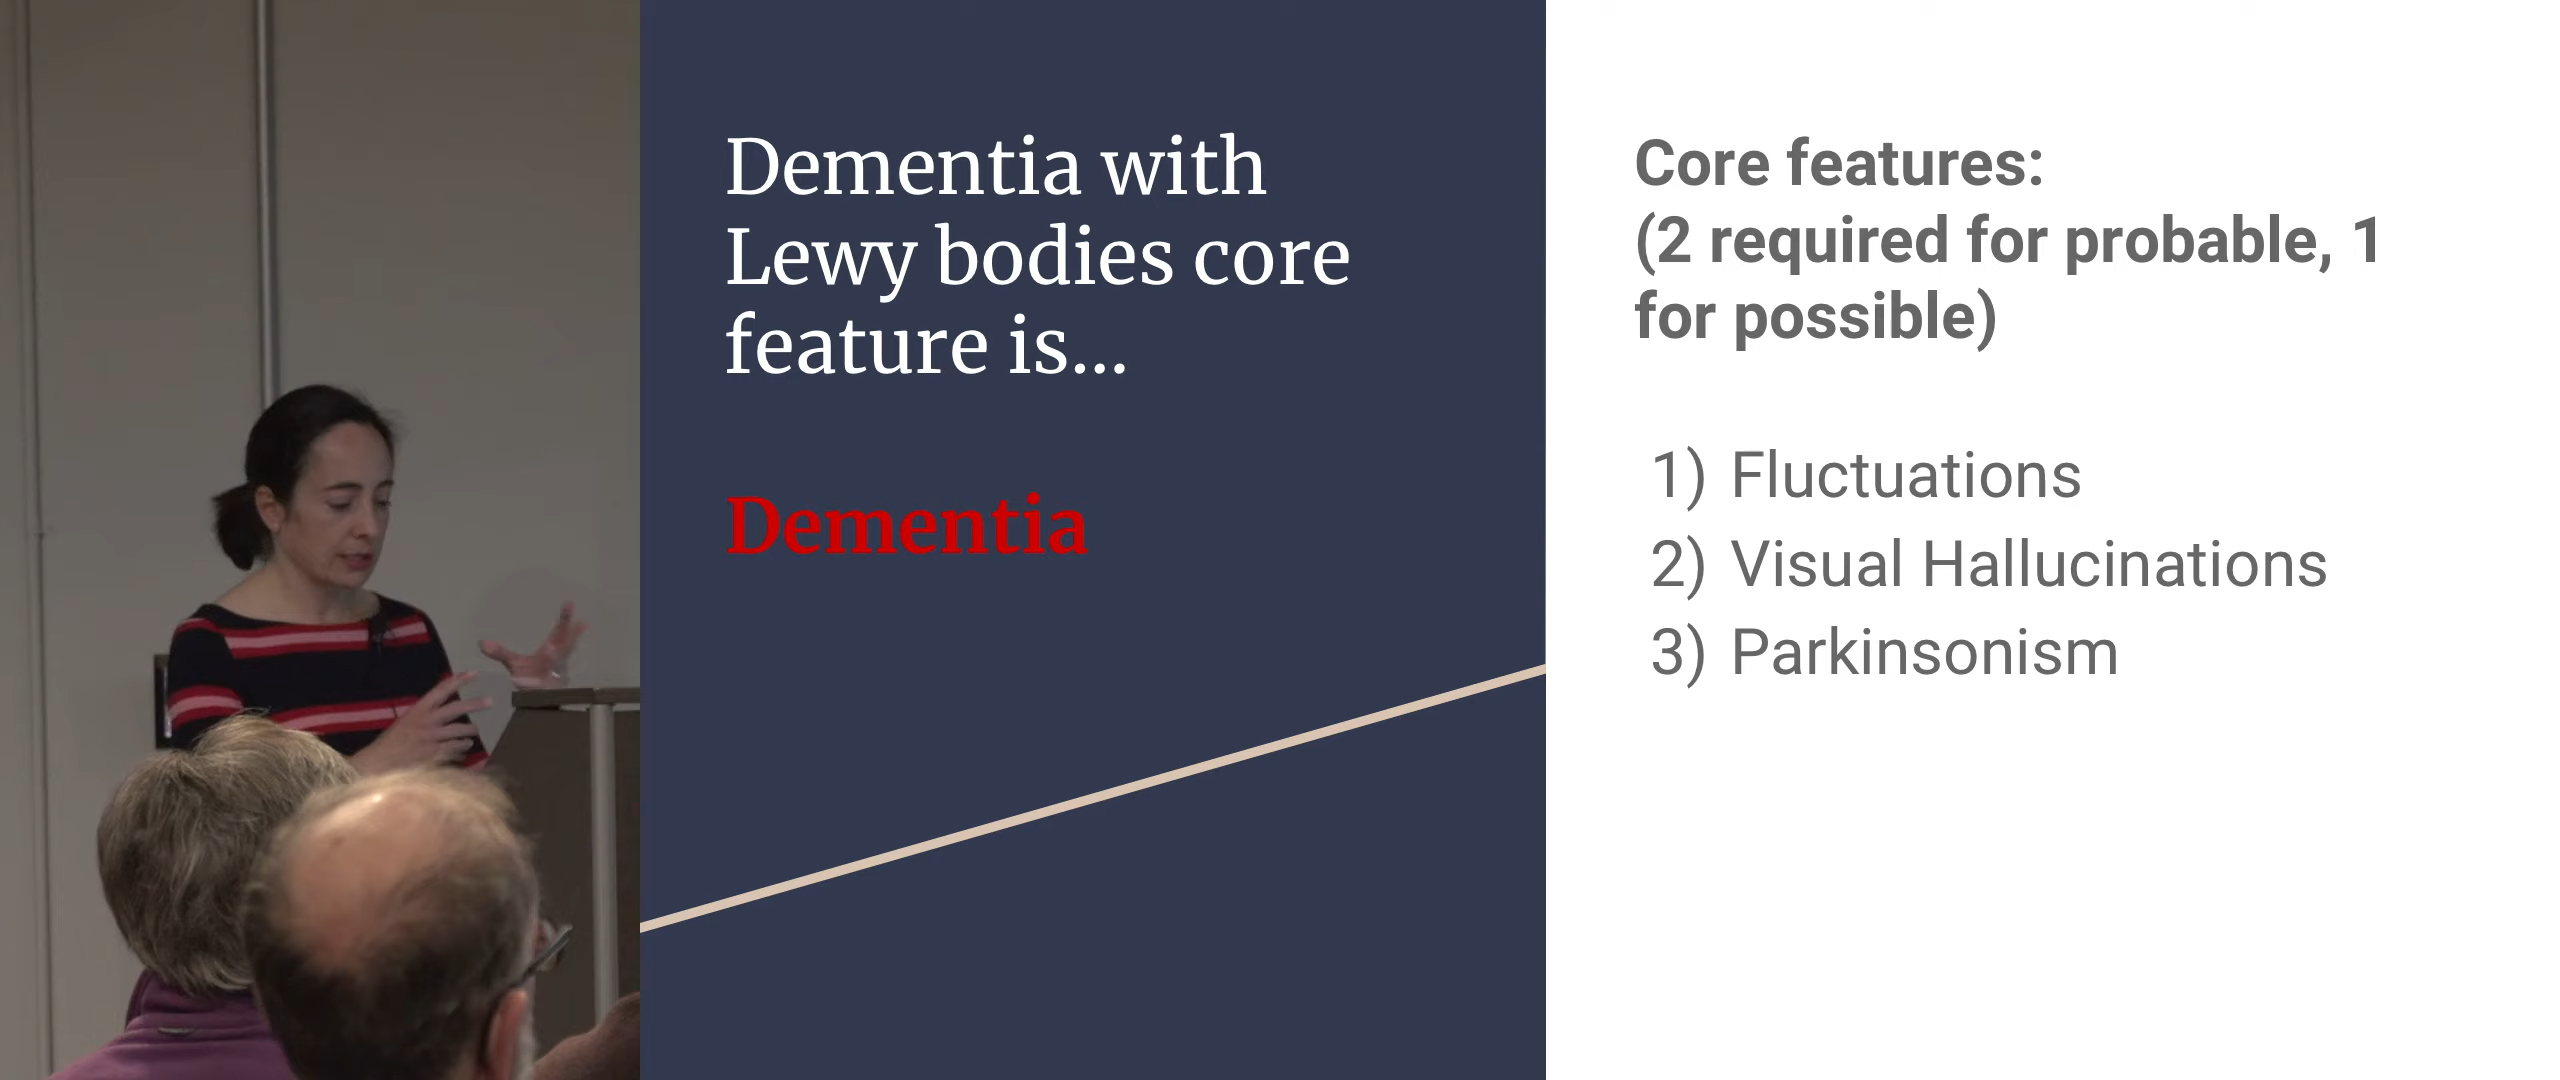 Dementia with
Lewy bodies core
feature is...
Dementia
Core features:
(2 required for probable, 1
for possible)
1) Fluctuations
2) Visual Hallucinations
3) Parkinsonism